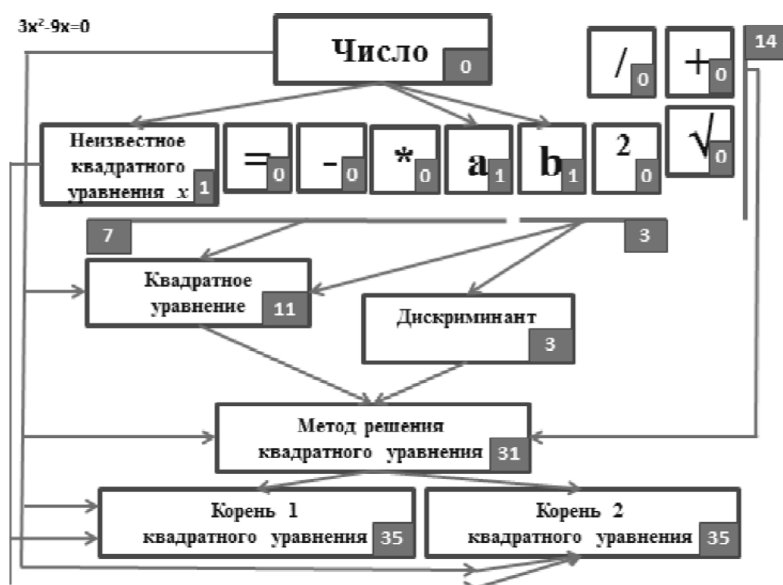 3x²-9x=0
Число
0
/
0
+
0
14
Неизвестное
квадратного
уравнения x
1
=
0
-
0
*
0
a
1
b
1
2
0
√
0
7
3
Квадратное
уравнение
11
Дискриминант
3
Метод решения
квадратного уравнения
31
Корень 1
квадратного уравнения
35
Корень 2
квадратного уравнения
35